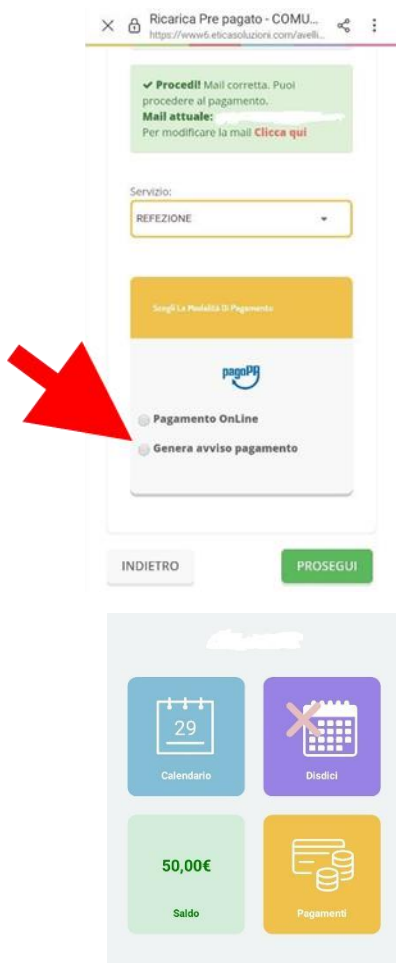 Ricarica Pre pagato - COMU...
https://www6.eticasoluzioni.com/avelli...
✔ Procedi! Mail corretta. Puoi
procedere al pagamento.
Mail attuale:
Per modificare la mail Clicca qui
Servizio:
REFEZIONE
Scegli La Modalità Di Pagamento
pagoPA
Pagamento OnLine
Genera avviso pagamento
INDIETRO
PROSEGUI
29
Calendario
Disdici
50,00€
Saldo
Pagamenti